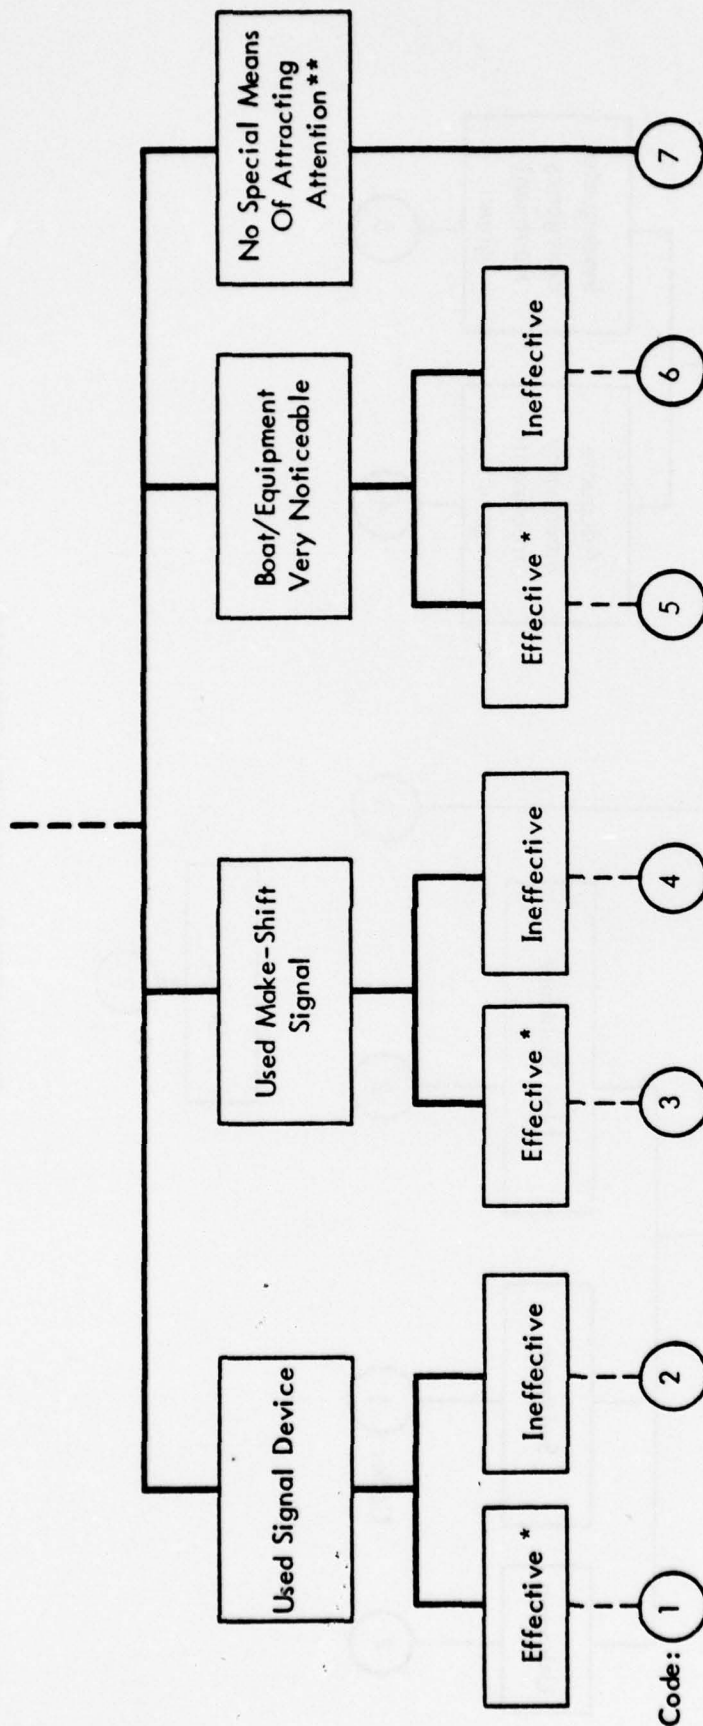 Used Signal Device
Used Make-Shift
Signal
Boat/Equipment
Very Noticeable
No Special Means
Of Attracting
Attention**
Effective *
Ineffective
Effective *
Ineffective
Effective *
Ineffective
Code: 1 2 3 4 5 6 7